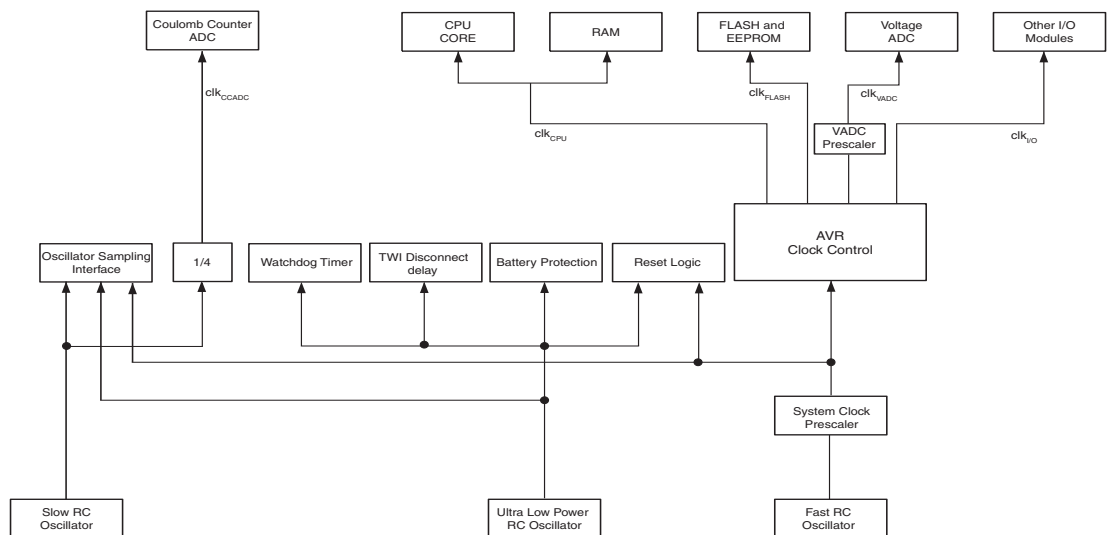 Coulomb Counter
ADC
CPU
CORE
RAM
FLASH and
EEPROM
Voltage
ADC
Other I/O
Modules
clkCCADC
clkCPU
clkFLASH
clkVADC
clkI/O
VADC
Prescaler
AVR
Clock Control
Oscillator Sampling
Interface
1/4
Watchdog Timer
TWI Disconnect
delay
Battery Protection
Reset Logic
System Clock
Prescaler
Slow RC
Oscillator
Ultra Low Power
RC Oscillator
Fast RC
Oscillator